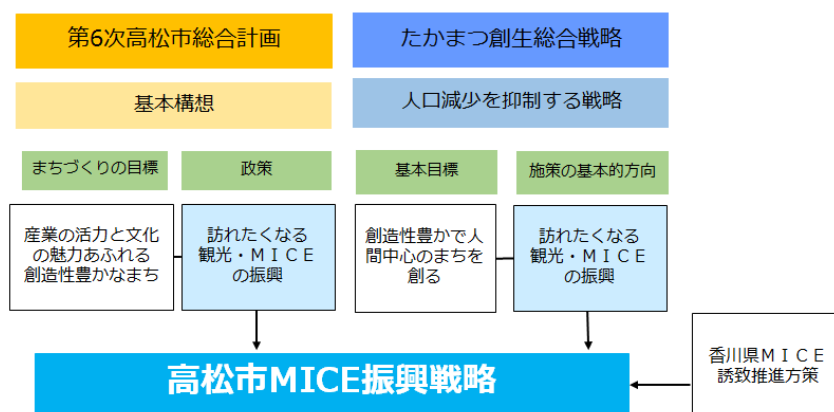 第6次高松市総合計画
たかまつ創生総合戦略
基本構想
人口減少を抑制する戦略
まちづくりの目標
政策
基本目標
施策の基本的方向
産業の活力と文化
の魅力あふれる
創造性豊かなまち
訪れたくなる
観光・ＭＩＣＥ
の振興
創造性豊かで人
間中心のまちを
創る
訪れたくなる
観光・ＭＩＣＥ
の振興
高松市MICE振興戦略
香川県ＭＩＣＥ
誘致推進方策